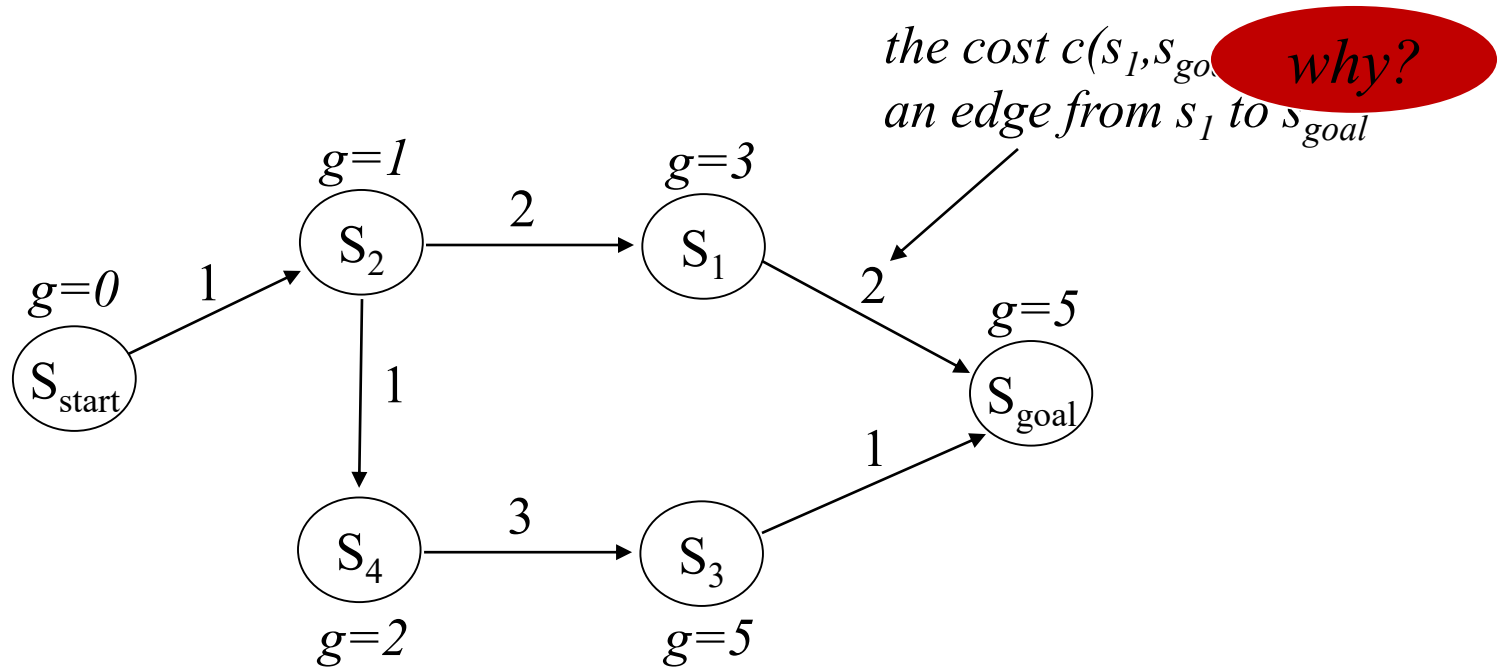 the cost c(s1,sgo
why?
an edge from s1 to sgoal
g=1
g=3
2
S2
S1
1
g=0
2
g=5
Sstart
1
Sgoal
1
3
S4
S3
g=2
g=5